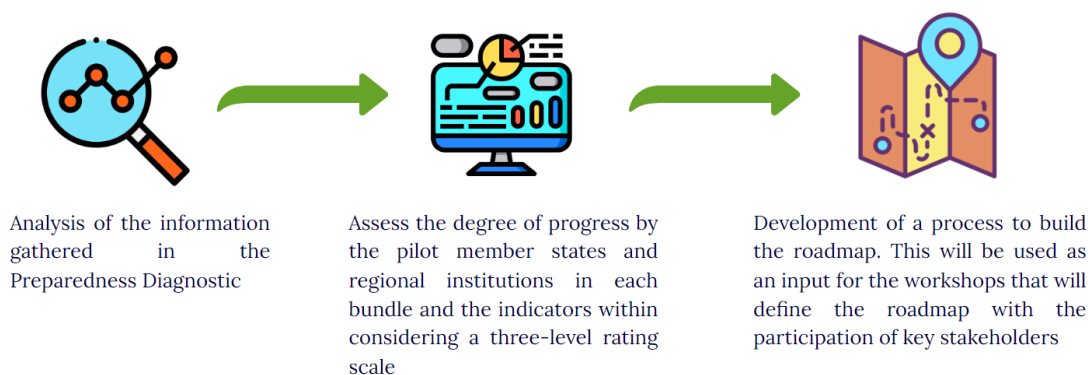 Analysis of the information
gathered in the
Preparedness Diagnostic
Assess the degree of progress by
the pilot member states and
regional institutions in each
bundle and the indicators within
considering a three-level rating
scale
Development of a process to build
the roadmap. This will be used as
an input for the workshops that will
define the roadmap with the
participation of key stakeholders